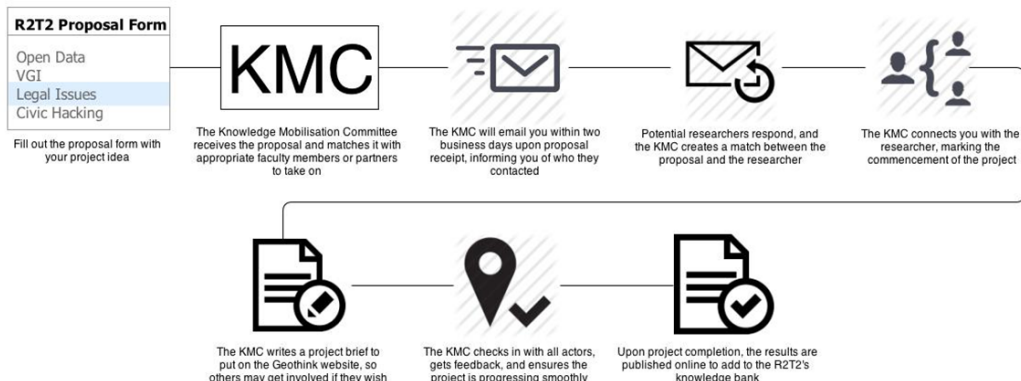 R2T2 Proposal Form
Open Data
VGI
Legal Issues
Civic Hacking
Fill out the proposal form with
your project idea
KMC
The Knowledge Mobilisation Committee
receives the proposal and matches it with
appropriate faculty members or partners
to take on
The KMC will email you within two
business days upon proposal
receipt, informing you of who they
contacted
Potential researchers respond, and
the KMC creates a match between the
proposal and the researcher
The KMC connects you with the
researcher, marking the
commencement of the project
The KMC writes a project brief to
put on the Geothink website, so
others may get involved if they wish
The KMC checks in with all actors,
gets feedback, and ensures the
project is progressing smoothly
Upon project completion, the results are
published online to add to the R2T2's
knowledge bank